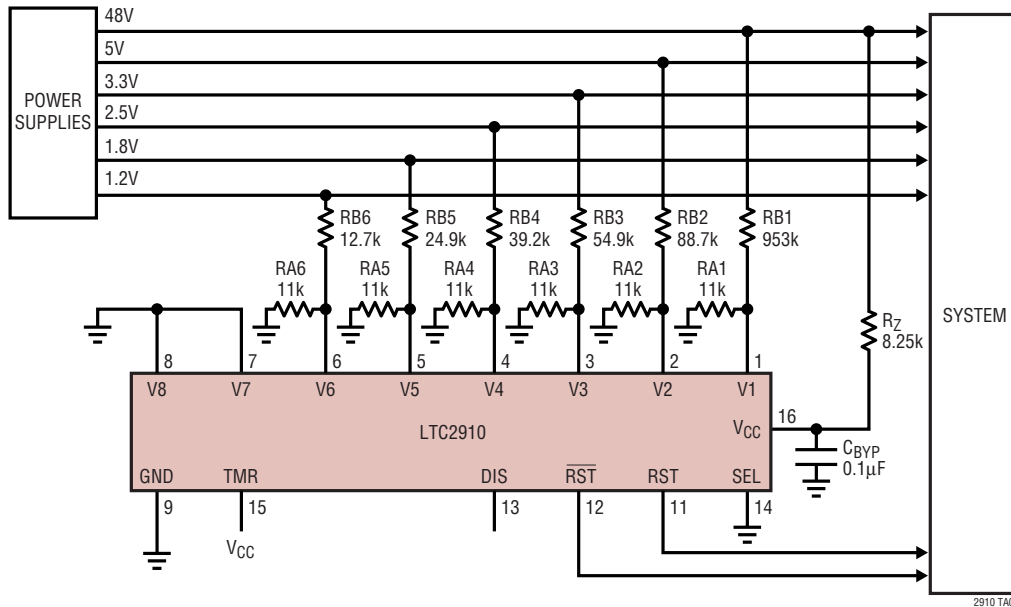 48V
5V
3.3V
2.5V
1.8V
1.2V
POWER
SUPPLIES
SYSTEM
RB6
12.7k
RB5
24.9k
RB4
39.2k
RB3
54.9k
RB2
88.7k
RB1
953k
RA6
11k
RA5
11k
RA4
11k
RA3
11k
RA2
11k
RA1
11k
RZ
8.25k
8 7 6 5 4 3 2 1
V8 V7 V6 V5 V4 V3 V2 V1
LTC2910
VCC 16
CBYP
0.1µF
GND TMR DIS R̅S̅T̅ RST SEL
9 15 13 12 11 14
VCC